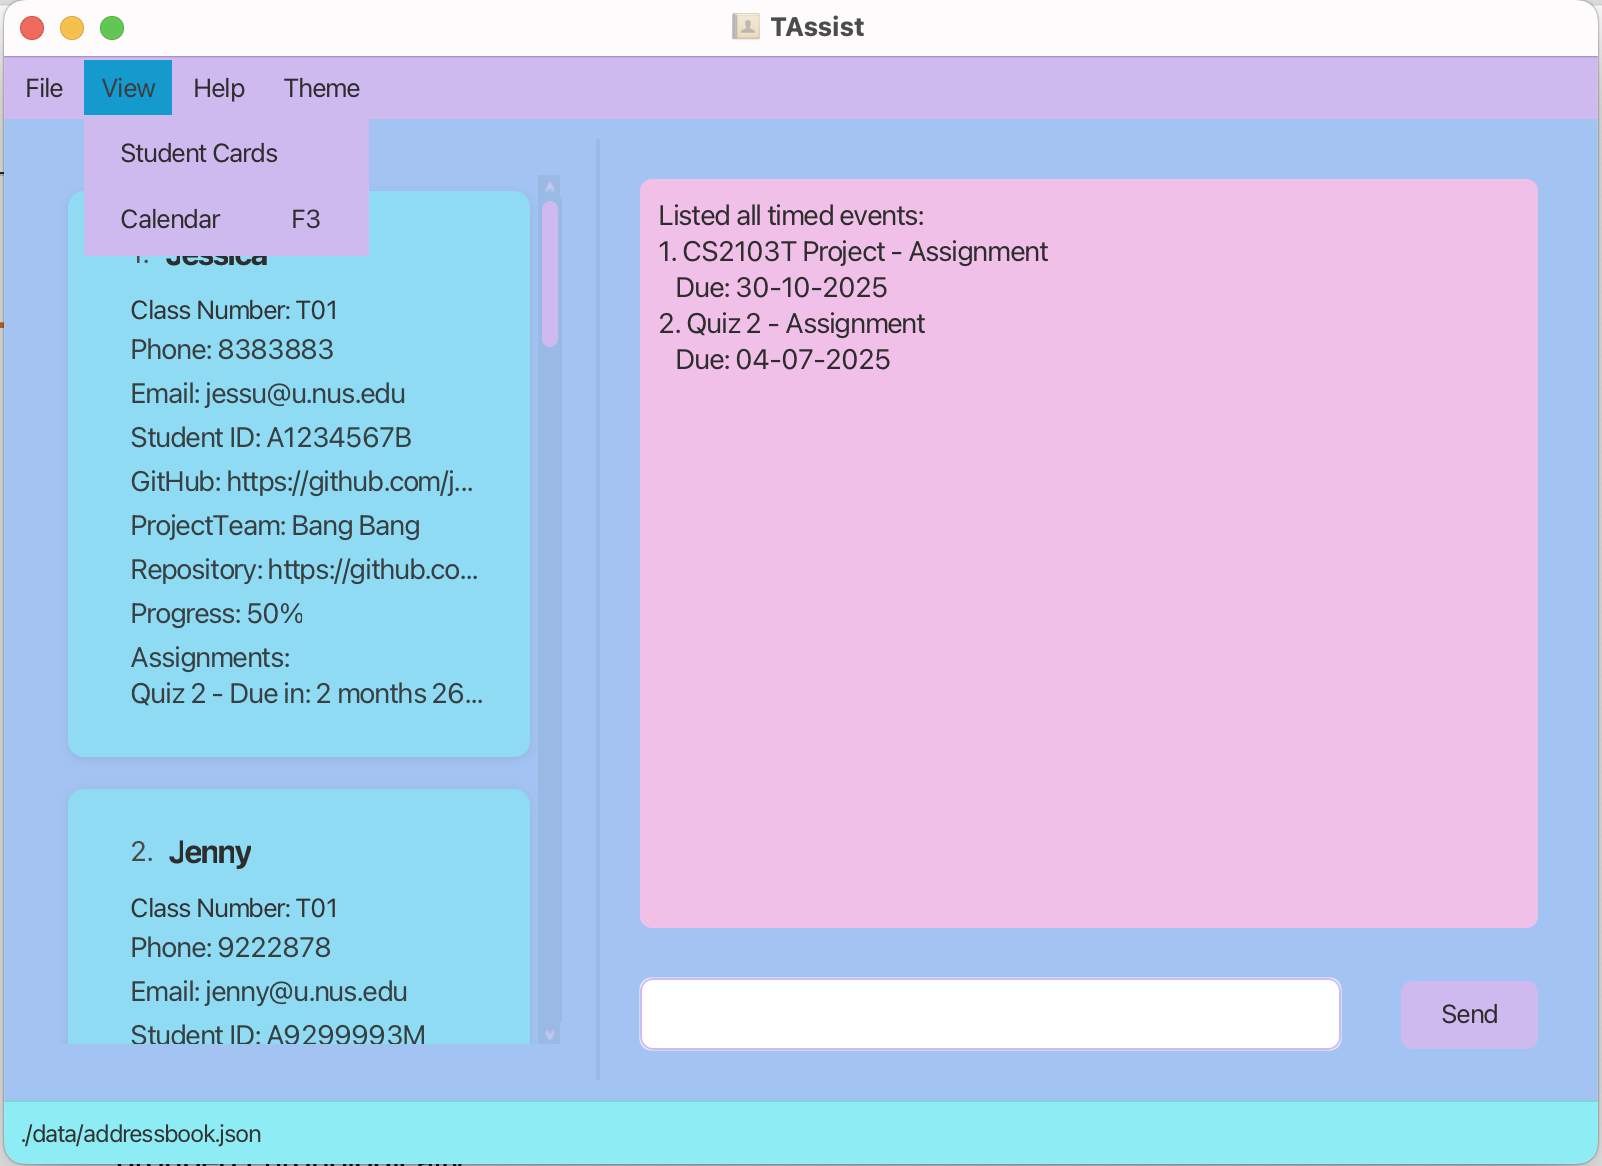 TAssist
File View Help Theme
Student Cards
Calendar F3
1. Jessica
Class Number: T01
Phone: 8383883
Email: jessu@u.nus.edu
Student ID: A1234567B
GitHub: https://github.com/j...
ProjectTeam: Bang Bang
Repository: https://github.co...
Progress: 50%
Assignments:
Quiz 2 - Due in: 2 months 26...
2. Jenny
Class Number: T01
Phone: 9222878
Email: jenny@u.nus.edu
Student ID: A9299993M
Listed all timed events:
1. CS2103T Project - Assignment
Due: 30-10-2025
2. Quiz 2 - Assignment
Due: 04-07-2025
Send
./data/addressbook.json